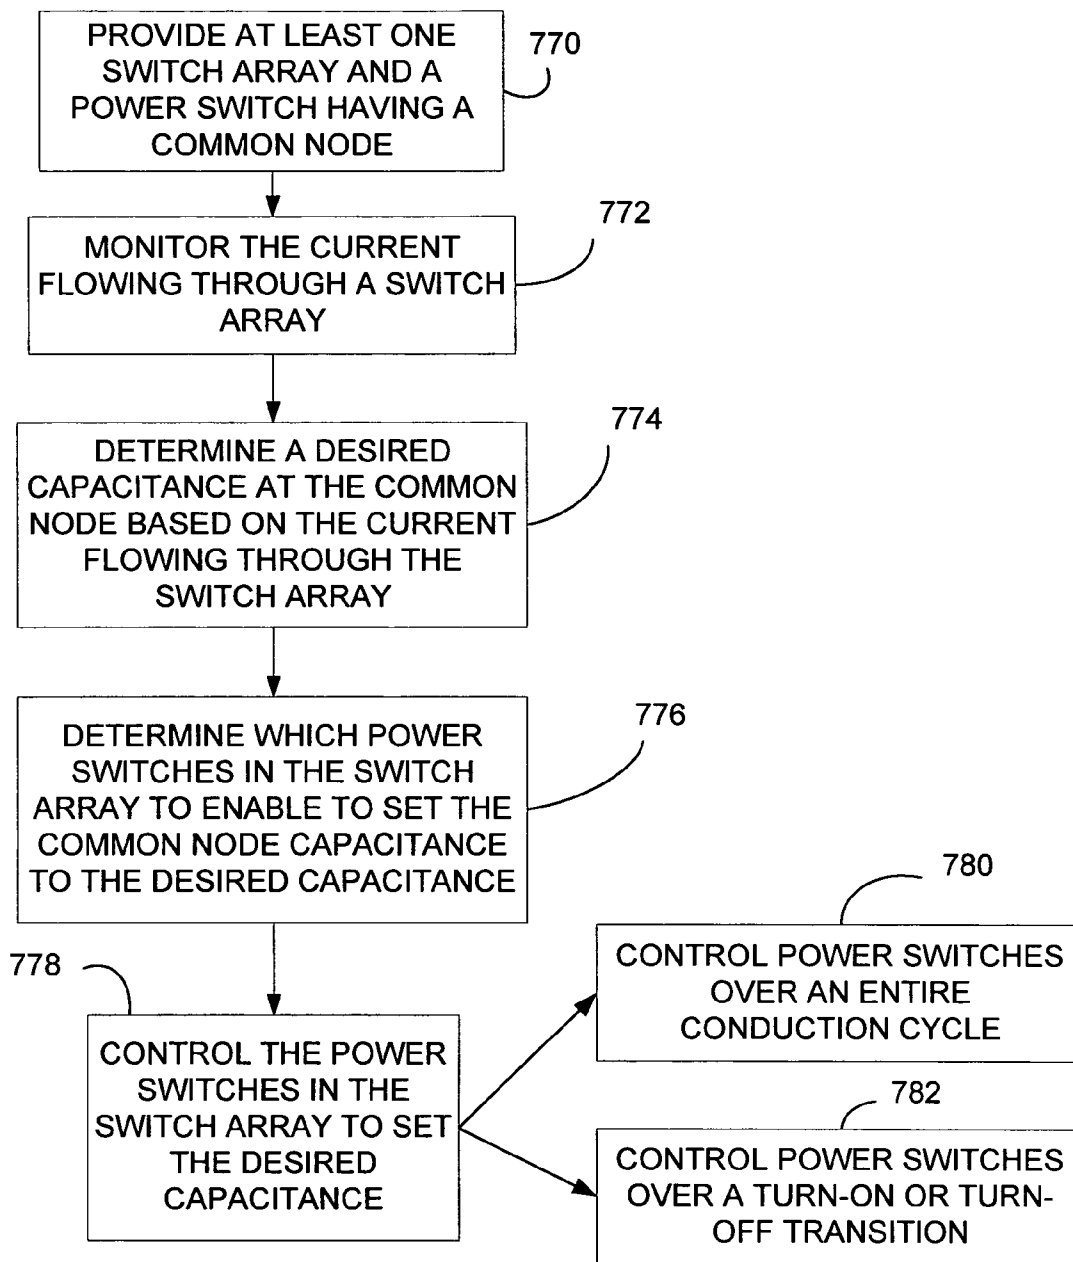 PROVIDE AT LEAST ONE
SWITCH ARRAY AND A
POWER SWITCH HAVING A
COMMON NODE
770
MONITOR THE CURRENT
FLOWING THROUGH A SWITCH
ARRAY
772
DETERMINE A DESIRED
CAPACITANCE AT THE COMMON
NODE BASED ON THE CURRENT
FLOWING THROUGH THE
SWITCH ARRAY
774
DETERMINE WHICH POWER
SWITCHES IN THE SWITCH
ARRAY TO ENABLE TO SET THE
COMMON NODE CAPACITANCE
TO THE DESIRED CAPACITANCE
776
778
CONTROL THE POWER
SWITCHES IN THE
SWITCH ARRAY TO SET
THE DESIRED
CAPACITANCE
780
CONTROL POWER SWITCHES
OVER AN ENTIRE
CONDUCTION CYCLE
782
CONTROL POWER SWITCHES
OVER A TURN-ON OR TURN-
OFF TRANSITION